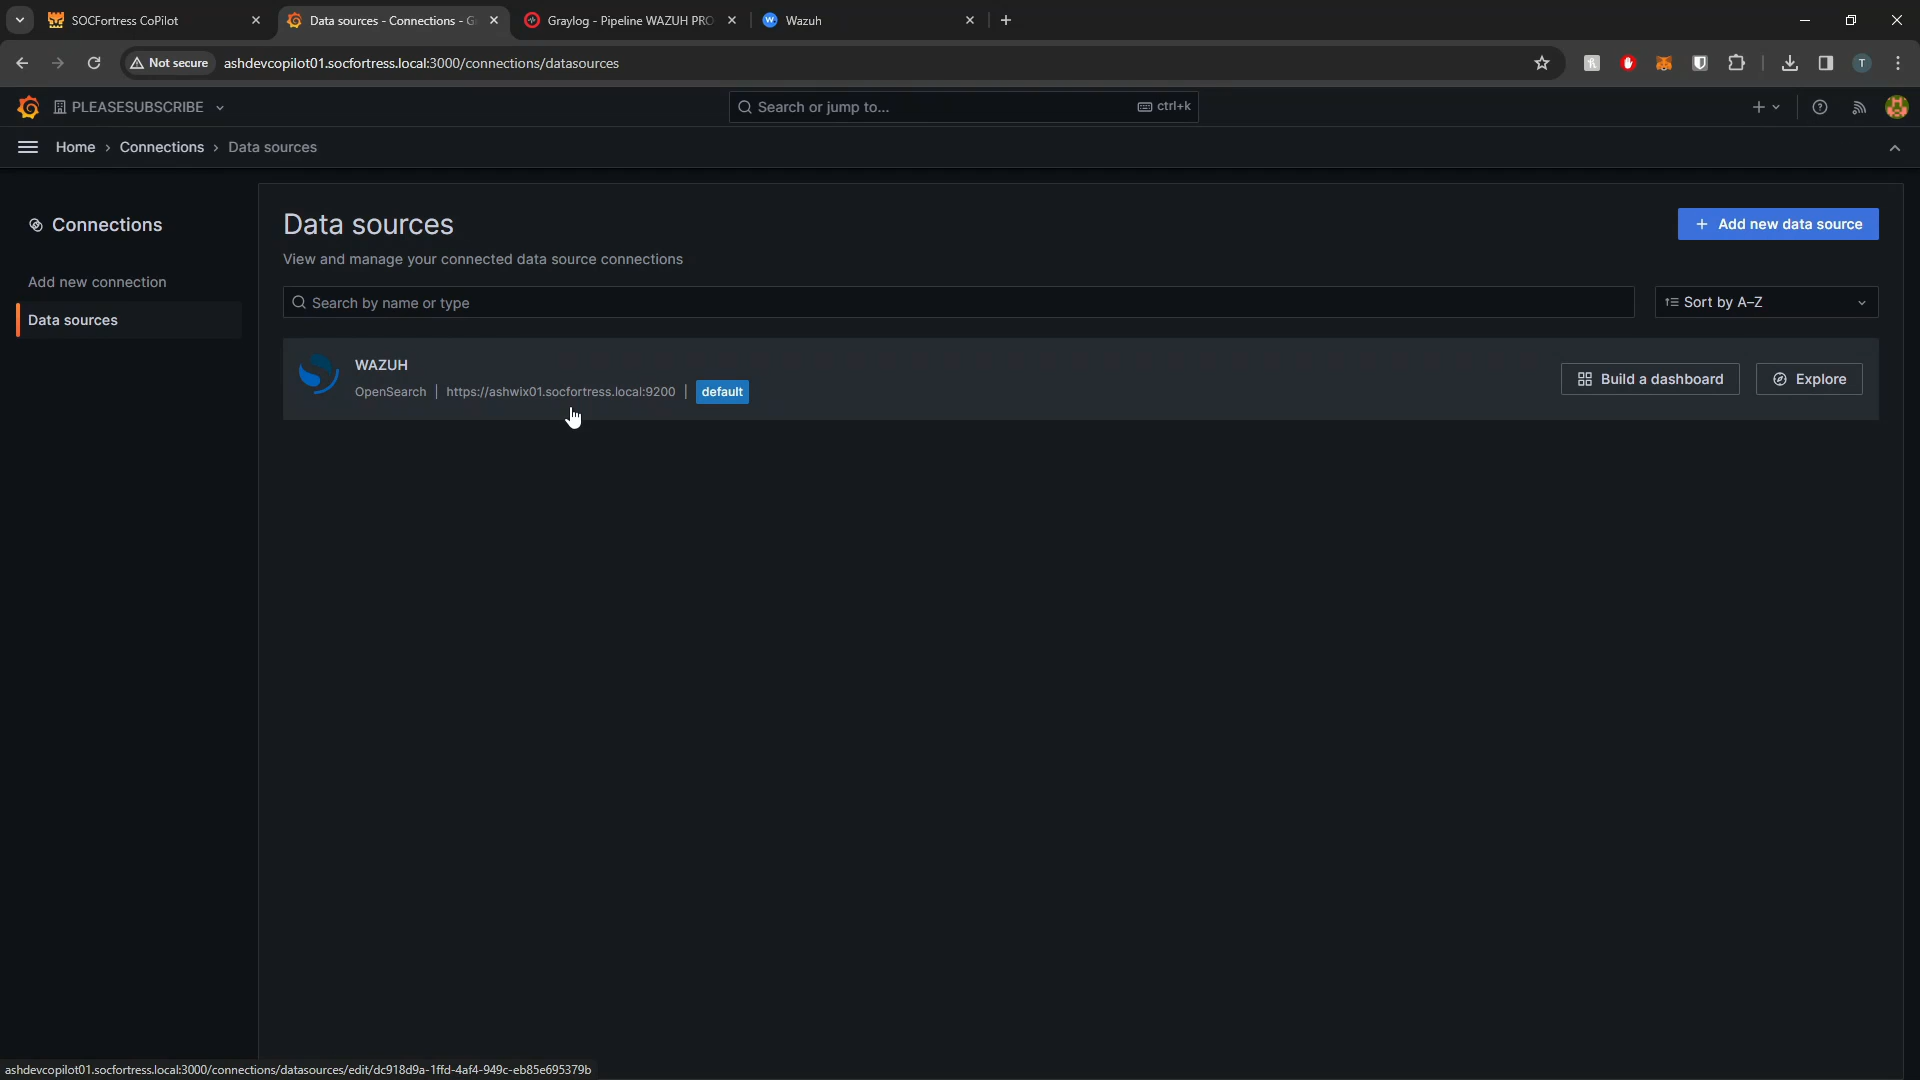 SOCFortress CoPilot
Data sources - Connections - G
Graylog - Pipeline WAZUH PRO
Wazuh
Not secure
ashdevcopilot01.socfortress.local:3000/connections/datasources
T
PLEASESUBSCRIBE
Search or jump to...
ctrl+k
Home › Connections › Data sources
Connections
Add new connection
Data sources
Data sources
View and manage your connected data source connections
Add new data source
Search by name or type
Sort by A–Z
WAZUH
OpenSearch | https://ashwix01.socfortress.local:9200 | default
Build a dashboard
Explore
ashdevcopilot01.socfortress.local:3000/connections/datasources/edit/dc918d9a-1ffd-4af4-949c-eb85e695379b